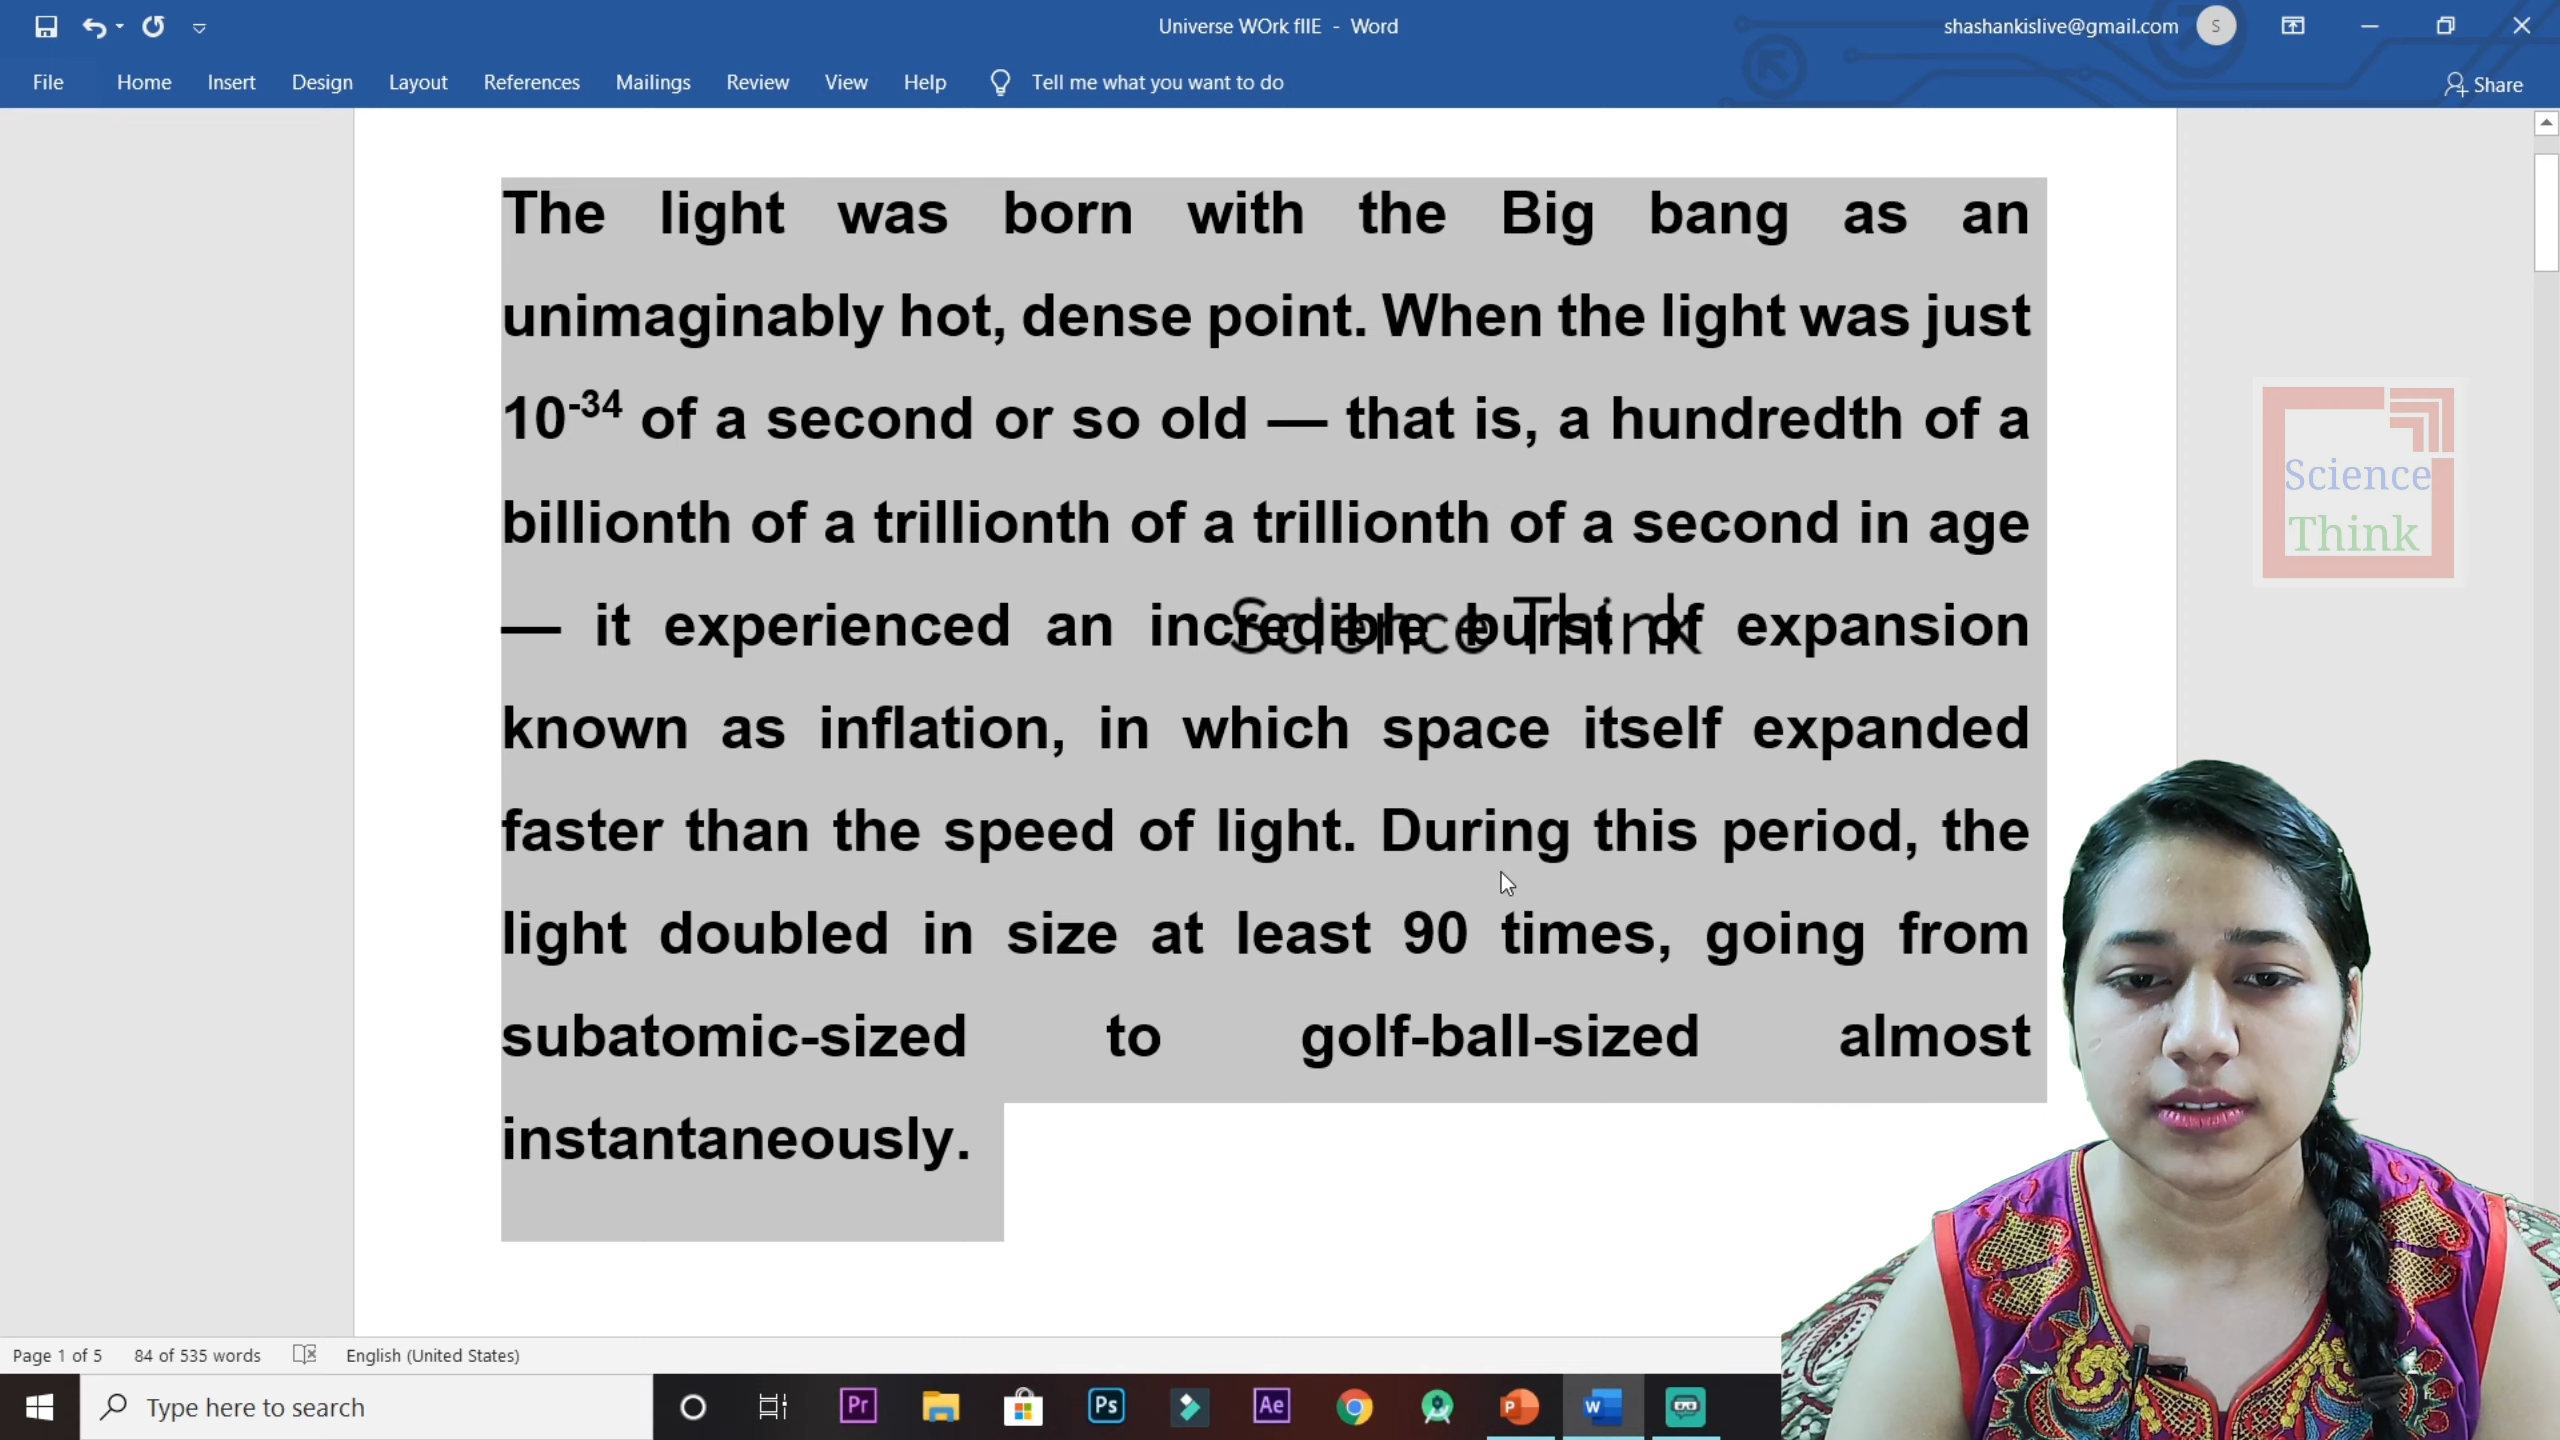 Universe WOrk fIlE - Word
shashankislive@gmail.com
S
File Home Insert Design Layout References Mailings Review View Help Tell me what you want to do
Share
The light was born with the Big bang as an
unimaginably hot, dense point. When the light was just
10-34 of a second or so old — that is, a hundredth of a
billionth of a trillionth of a trillionth of a second in age
— it experienced an incredible burst of expansion
Science Think
known as inflation, in which space itself expanded
faster than the speed of light. During this period, the
light doubled in size at least 90 times, going from
subatomic-sized to golf-ball-sized almost
instantaneously.
Science
Think
Page 1 of 5 84 of 535 words English (United States)
Type here to search
Pr
Ps
Ae
P
W